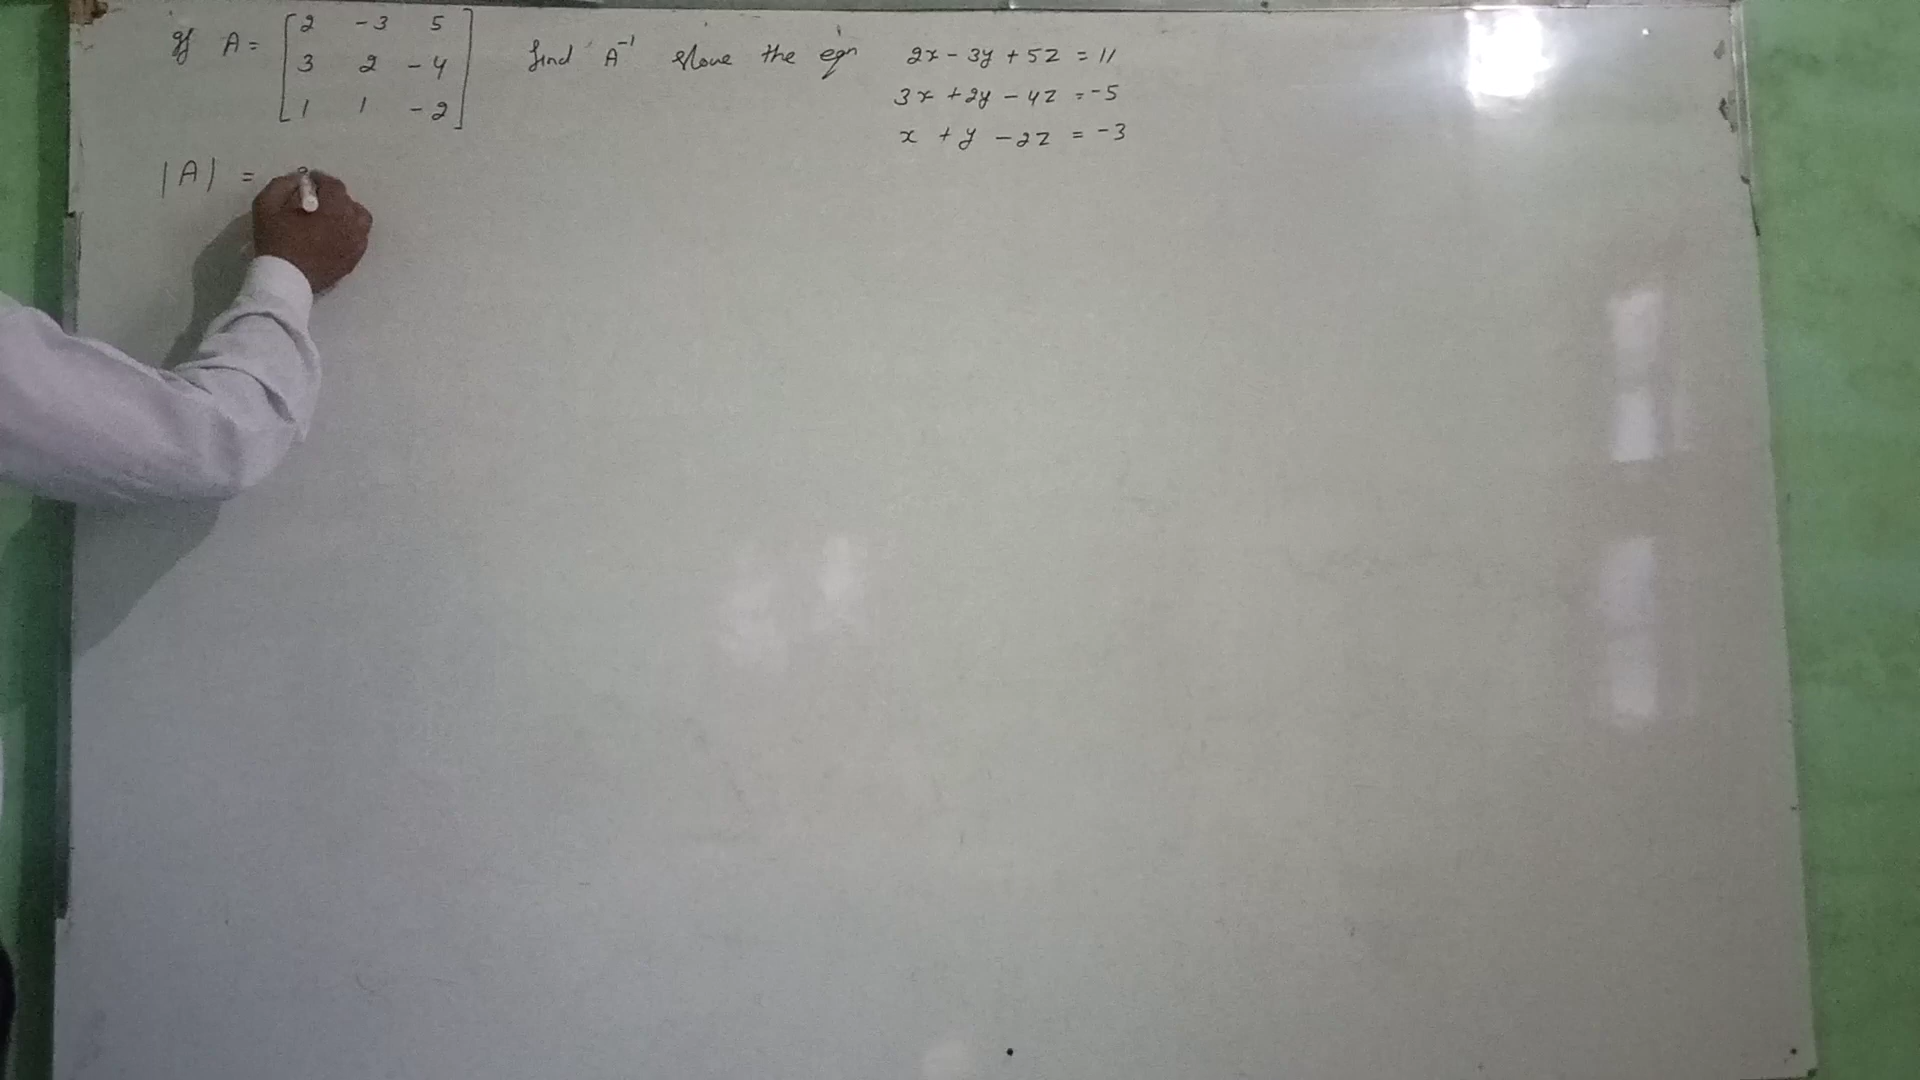 If A = [2 -3 5 find A⁻¹ slove the eqn 2x - 3y + 5z = 11
3 2 -4 3x + 2y - 4z = -5
1 1 -2] x + y - 2z = -3
|A| =